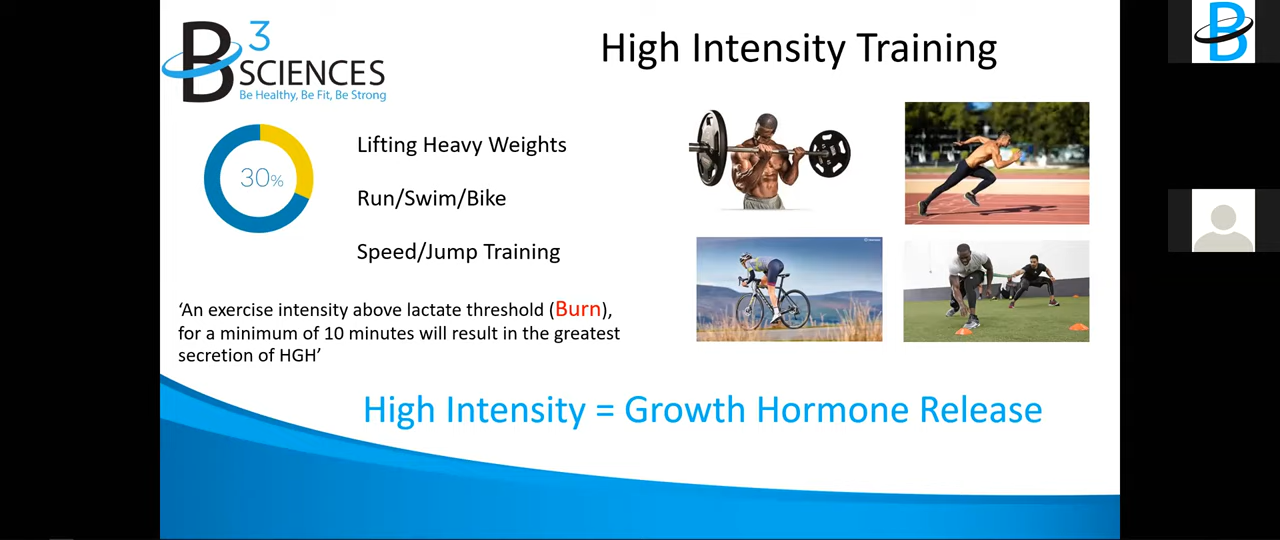 B3 SCIENCES
Be Healthy, Be Fit, Be Strong
High Intensity Training
30%
Lifting Heavy Weights
Run/Swim/Bike
Speed/Jump Training
‘An exercise intensity above lactate threshold (Burn),
for a minimum of 10 minutes will result in the greatest
secretion of HGH’
High Intensity = Growth Hormone Release
B